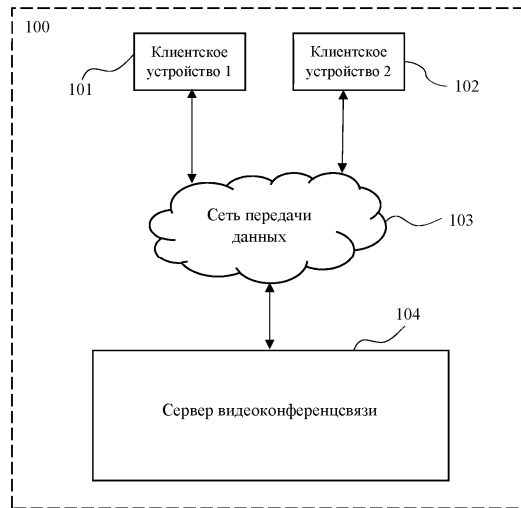 100
Клиентское
устройство 1
Клиентское
устройство 2
101
102
Сеть передачи
данных
103
104
Сервер видеоконференцсвязи